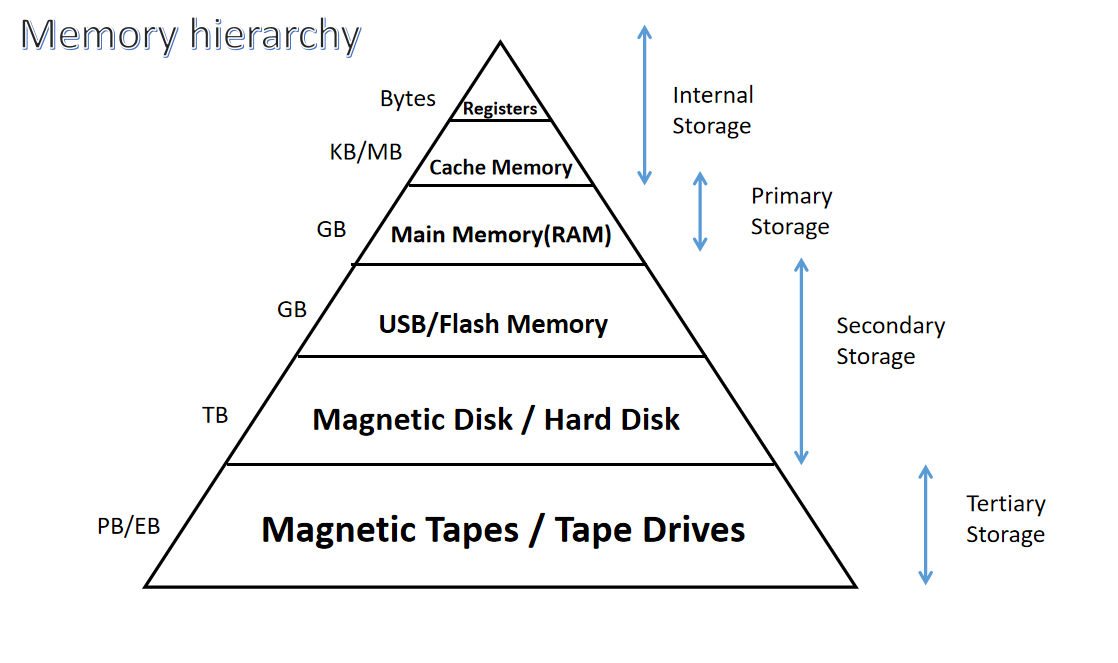 Memory hierarchy
Bytes
Registers
Internal
Storage
KB/MB
Cache Memory
Primary
Storage
GB
Main Memory(RAM)
GB
USB/Flash Memory
Secondary
Storage
TB
Magnetic Disk / Hard Disk
PB/EB
Magnetic Tapes / Tape Drives
Tertiary
Storage